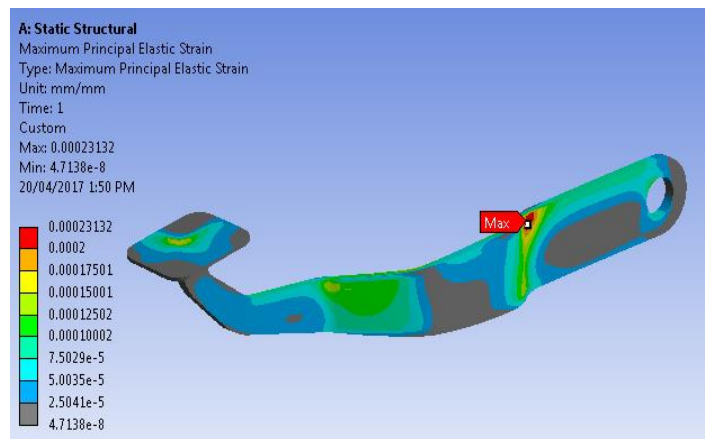 A: Static Structural
Maximum Principal Elastic Strain
Type: Maximum Principal Elastic Strain
Unit: mm/mm
Time: 1
Custom
Max: 0.00023132
Min: 4.7138e-8
20/04/2017 1:50 PM
Max
0.00023132
0.0002
0.00017501
0.00015001
0.00012502
0.00010002
7.5029e-5
5.0035e-5
2.5041e-5
4.7138e-8